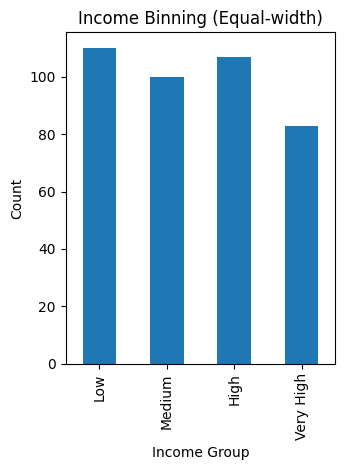 Income Binning (Equal-width)
100
80
60
40
20
0
Count
Low
Medium
High
Very High
Income Group